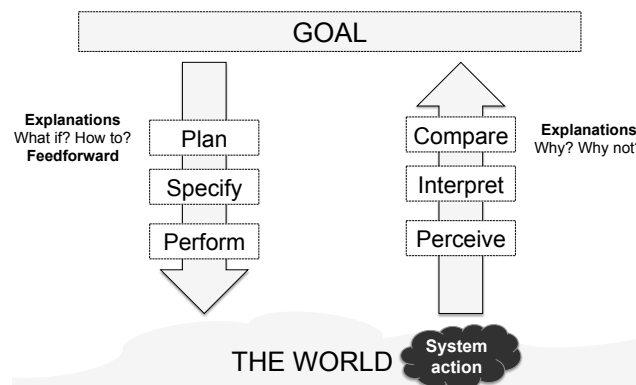 GOAL
Explanations
What if? How to?
Feedforward
Plan
Specify
Perform
Compare
Interpret
Perceive
Explanations
Why? Why not?
THE WORLD
System
action